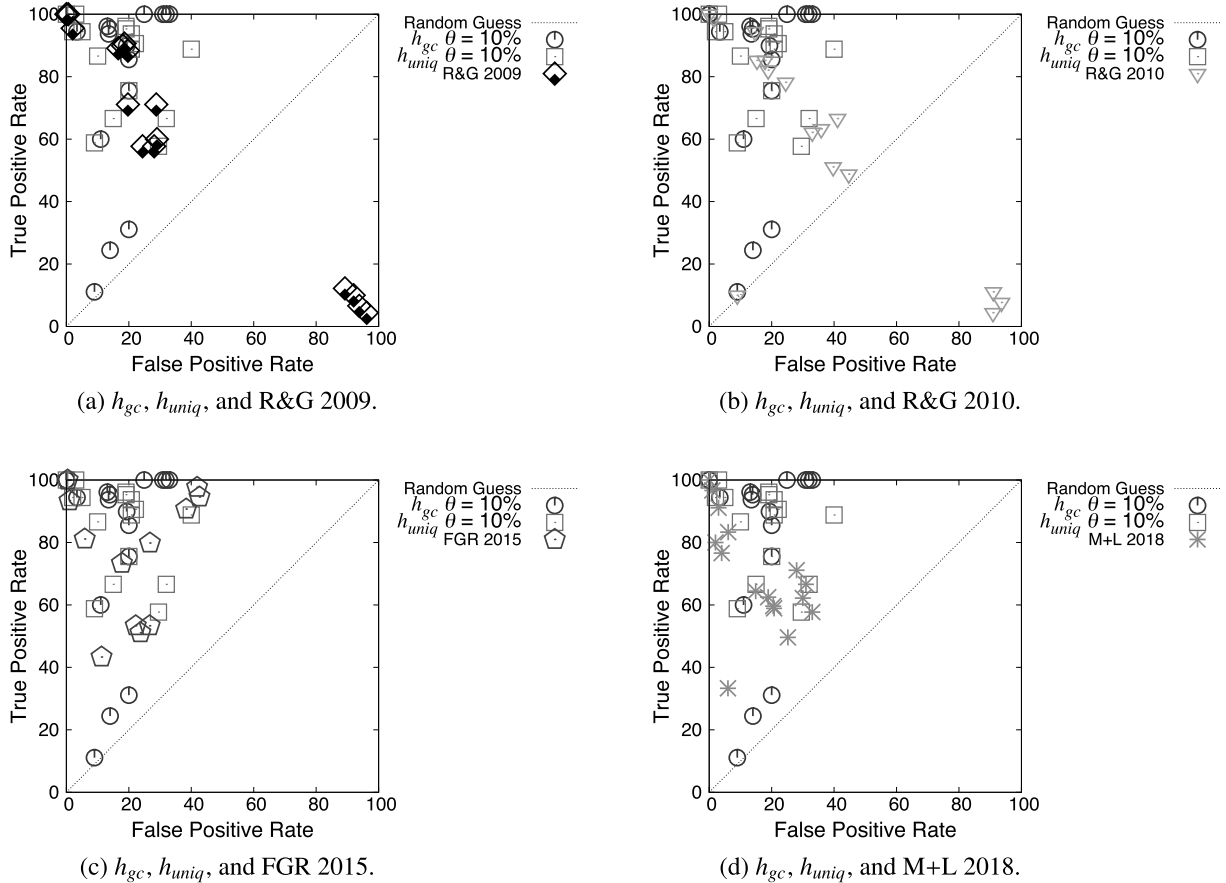 Random Guess
h_gc θ = 10%
h_uniq θ = 10%
R&G 2009
True Positive Rate
100
80
60
40
20
0
0 20 40 60 80 100
False Positive Rate
(a) h_gc, h_uniq, and R&G 2009.
Random Guess
h_gc θ = 10%
h_uniq θ = 10%
R&G 2010
True Positive Rate
100
80
60
40
20
0
0 20 40 60 80 100
False Positive Rate
(b) h_gc, h_uniq, and R&G 2010.
Random Guess
h_gc θ = 10%
h_uniq θ = 10%
FGR 2015
True Positive Rate
100
80
60
40
20
0
0 20 40 60 80 100
False Positive Rate
(c) h_gc, h_uniq, and FGR 2015.
Random Guess
h_gc θ = 10%
h_uniq θ = 10%
M+L 2018
True Positive Rate
100
80
60
40
20
0
0 20 40 60 80 100
False Positive Rate
(d) h_gc, h_uniq, and M+L 2018.